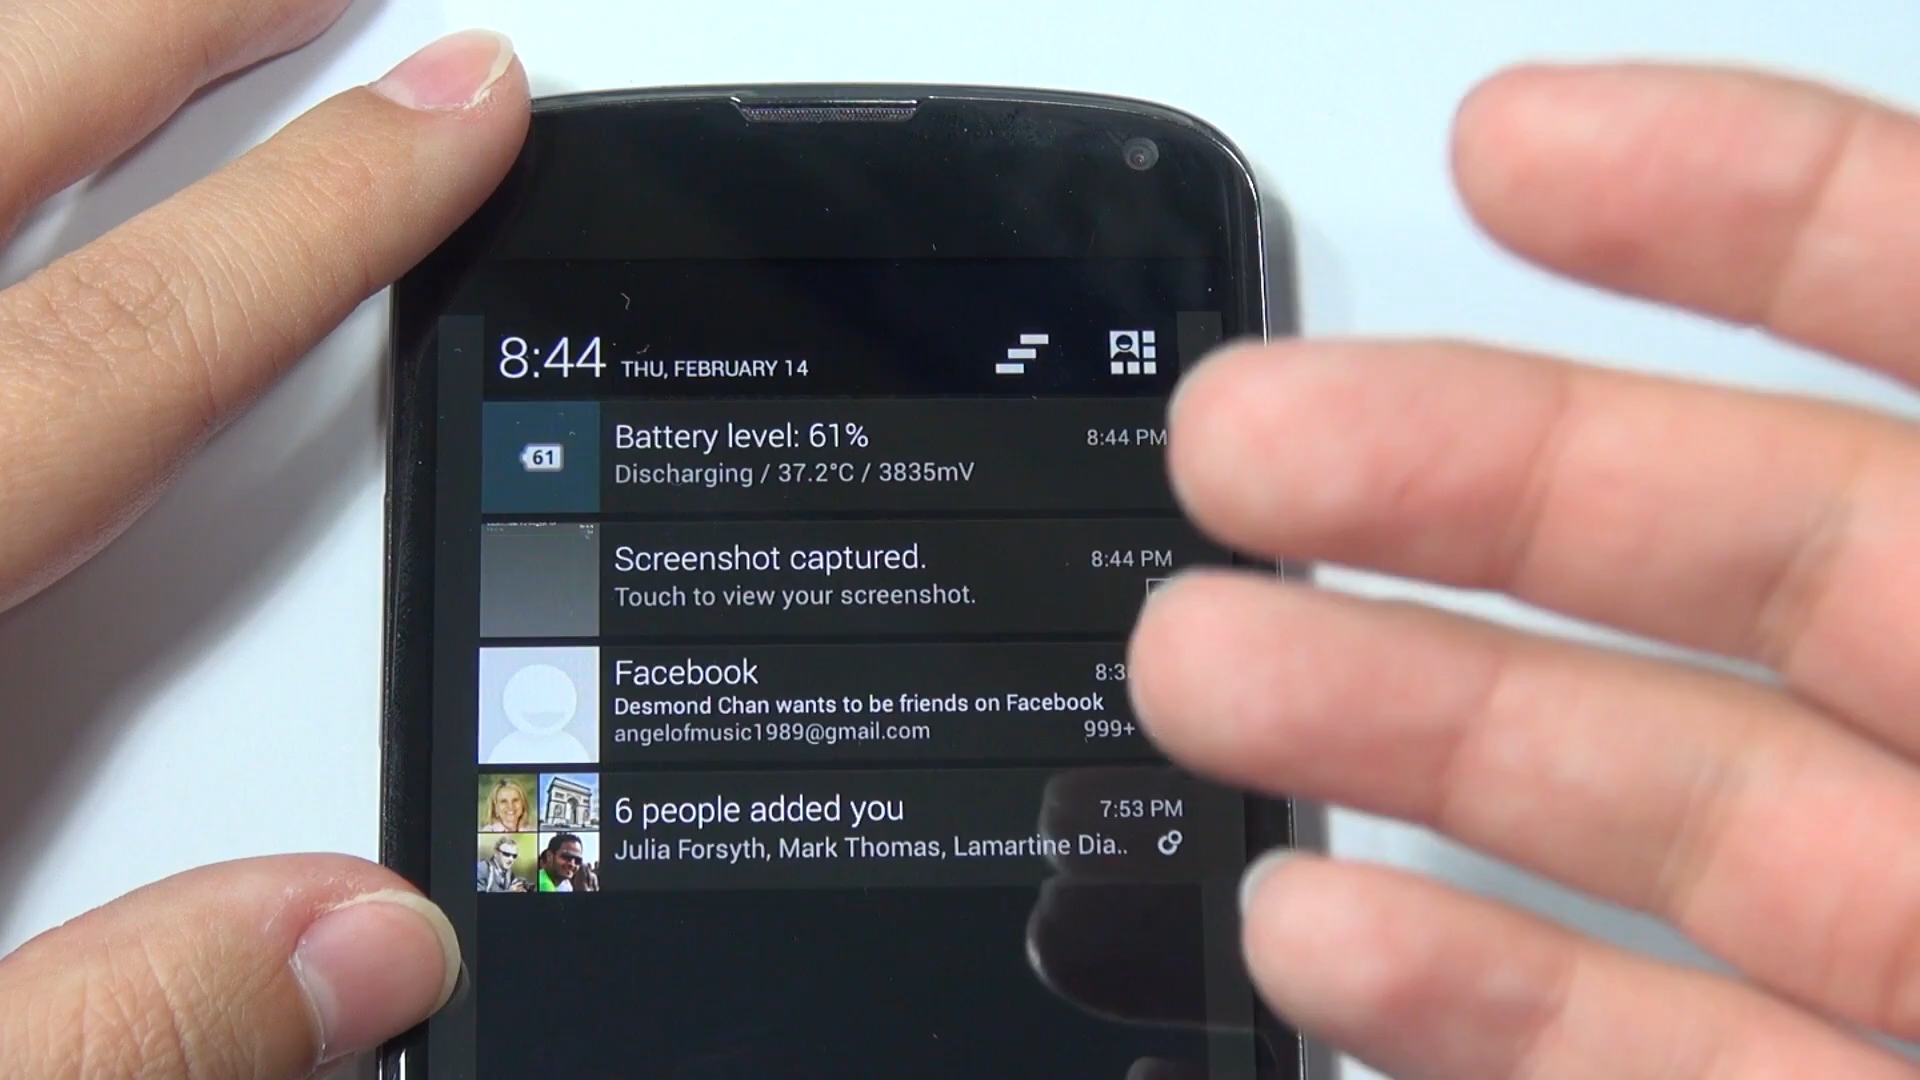 8:44 THU, FEBRUARY 14
61
Battery level: 61% 8:44 PM
Discharging / 37.2°C / 3835mV
Screenshot captured. 8:44 PM
Touch to view your screenshot.
Facebook
Desmond Chan wants to be friends on Facebook
angelofmusic1989@gmail.com 999+
6 people added you 7:53 PM
Julia Forsyth, Mark Thomas, Lamartine Dia..